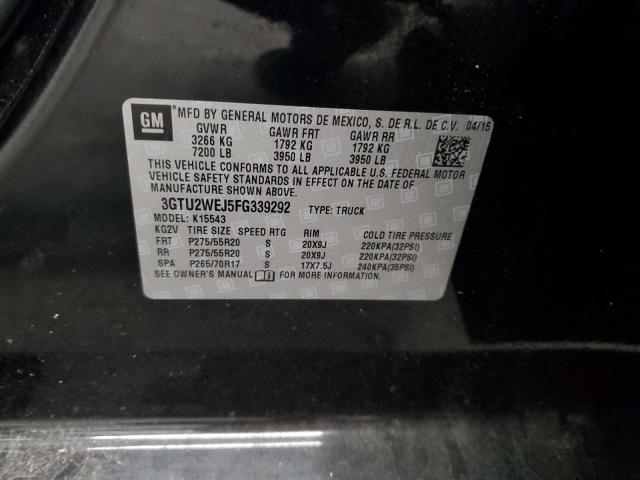 GM
MFD BY GENERAL MOTORS DE MEXICO, S. DE R.L. DE C.V. 04/15
GVWR GAWR FRT GAWR RR
3266 KG 1792 KG 1792 KG
7200 LB 3950 LB 3950 LB
THIS VEHICLE CONFORMS TO ALL APPLICABLE U.S. FEDERAL MOTOR
VEHICLE SAFETY STANDARDS IN EFFECT ON THE DATE OF
MANUFACTURE SHOWN ABOVE.
3GTU2WEJ5FG339292 TYPE: TRUCK
MODEL: K15543
KG2V TIRE SIZE SPEED RTG RIM COLD TIRE PRESSURE
FRT P275/55R20 S 20X9J 220KPA(32PSI)
RR P275/55R20 S 20X9J 220KPA(32PSI)
SPA P265/70R17 S 17X7.5J 240KPA(35PSI)
SEE OWNER'S MANUAL FOR MORE INFORMATION.